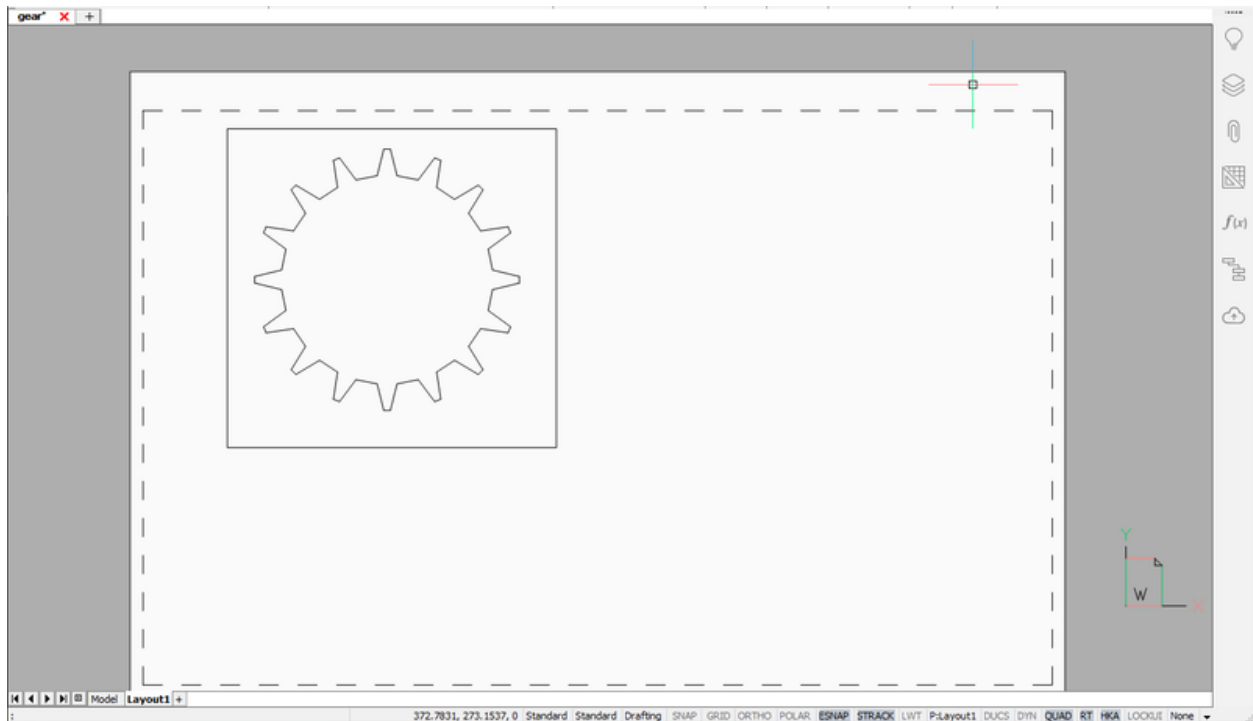 gear* X +
f(x)
Y
W
X
Model Layout1 +
: 372.7831, 273.1537, 0 Standard Standard Drafting SNAP GRID ORTHO POLAR ESNAP STRACK LWT P:Layout1 DUCS DYN QUAD RT HKA LOCKUI None